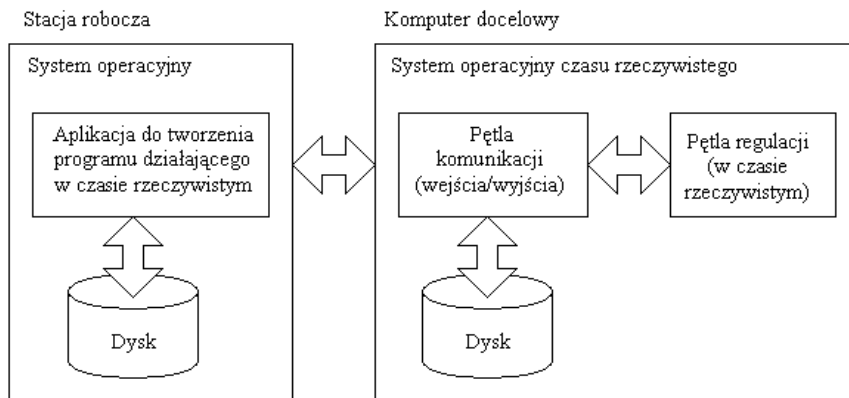 Stacja robocza
Komputer docelowy
System operacyjny
System operacyjny czasu rzeczywistego
Aplikacja do tworzenia
programu działającego
w czasie rzeczywistym
Pętla
komunikacji
(wejścia/wyjścia)
Pętla regulacji
(w czasie
rzeczywistym)
Dysk
Dysk